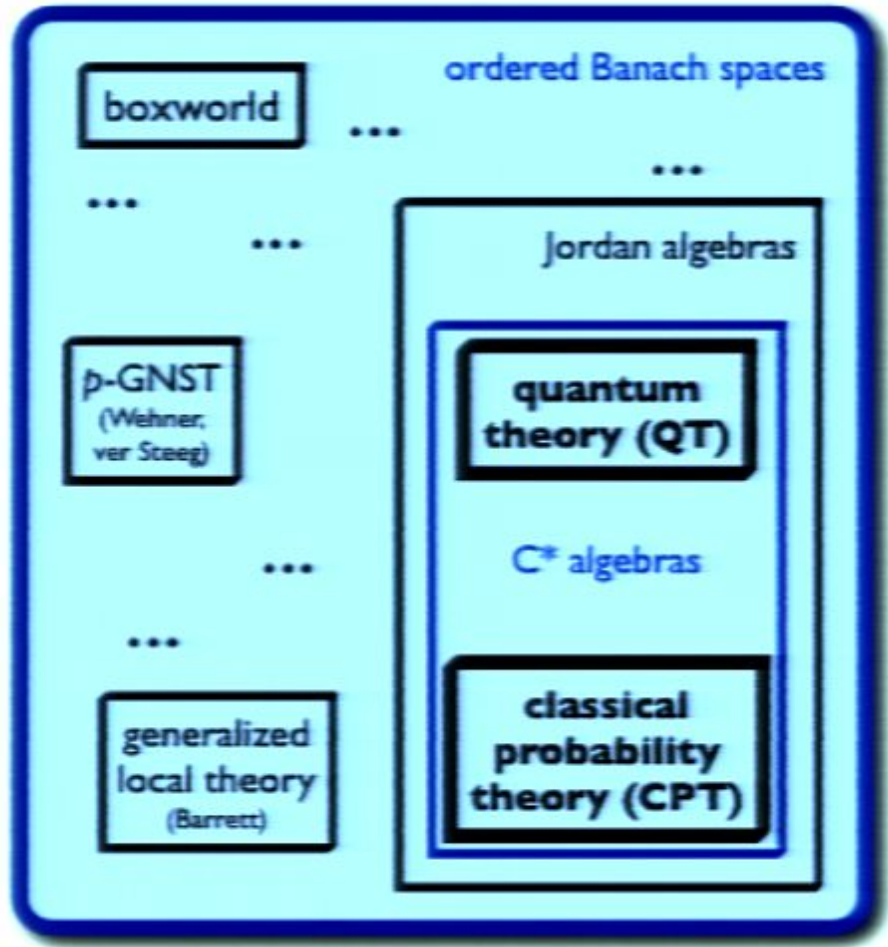 ordered Banach spaces
boxworld
...
...
...
...
Jordan algebras
p-GNST
(Wehner,
ver Steeg)
quantum
theory (QT)
C* algebras
...
...
generalized
local theory
(Barrett)
classical
probability
theory (CPT)